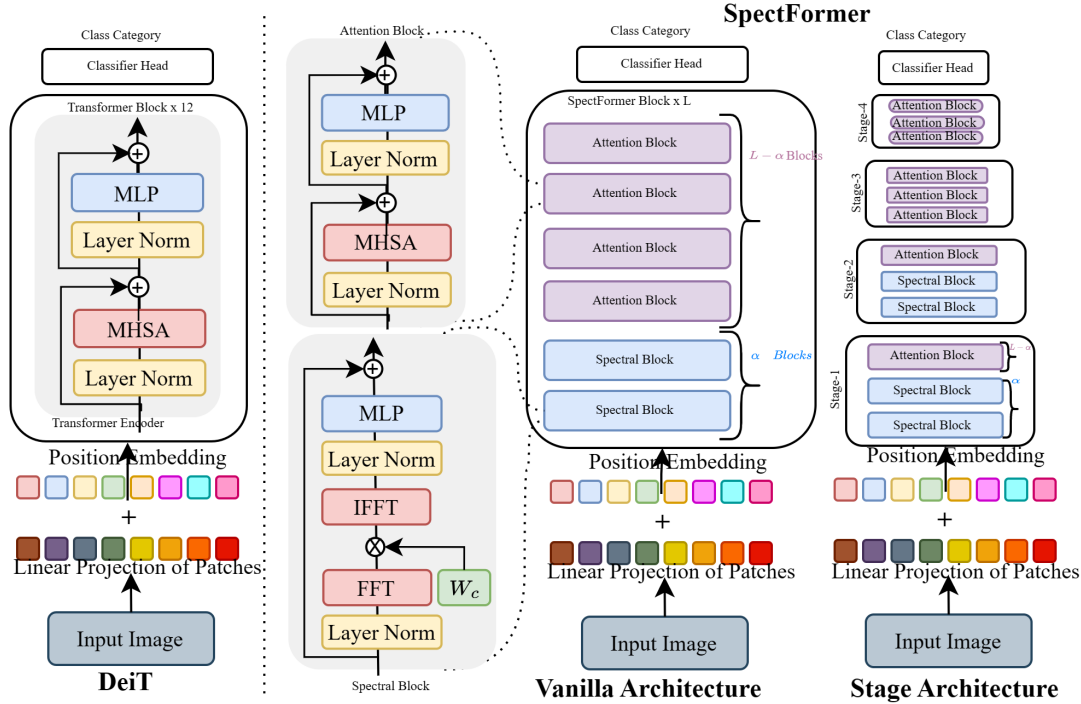 SpectFormer
Class Category
Classifier Head
Transformer Block x 12
MLP
Layer Norm
MHSA
Layer Norm
Transformer Encoder
Position Embedding
+
Linear Projection of Patches
Input Image
DeiT
Attention Block
MLP
Layer Norm
MHSA
Layer Norm
MLP
Layer Norm
IFFT
FFT
W_c
Layer Norm
Spectral Block
Class Category
Classifier Head
SpectFormer Block x L
Attention Block
Attention Block
Attention Block
Attention Block
L − α Blocks
Spectral Block
Spectral Block
α Blocks
Position Embedding
+
Linear Projection of Patches
Input Image
Vanilla Architecture
Class Category
Classifier Head
Stage-4
Attention Block
Attention Block
Attention Block
Stage-3
Attention Block
Attention Block
Attention Block
Stage-2
Attention Block
Spectral Block
Spectral Block
Stage-1
Attention Block
L − α
Spectral Block
Spectral Block
α
Position Embedding
+
Linear Projection of Patches
Input Image
Stage Architecture